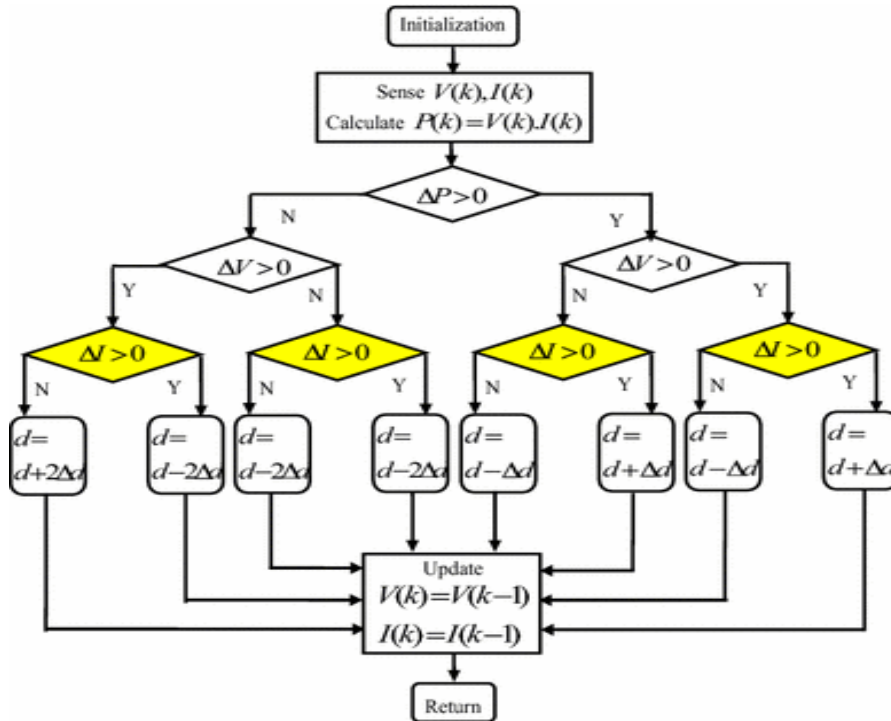 Initialization
Sense V(k),I(k)
Calculate P(k)=V(k).I(k)
ΔP>0
N
Y
ΔV>0
ΔV>0
Y
N
N
Y
ΔI>0
ΔI>0
ΔI>0
ΔI>0
N
Y
N
Y
N
Y
N
Y
d=
d+2Δd
d=
d-2Δd
d=
d-2Δd
d=
d-2Δd
d=
d-Δd
d=
d+Δd
d=
d-Δd
d=
d+Δd
Update
V(k)=V(k-1)
I(k)=I(k-1)
Return